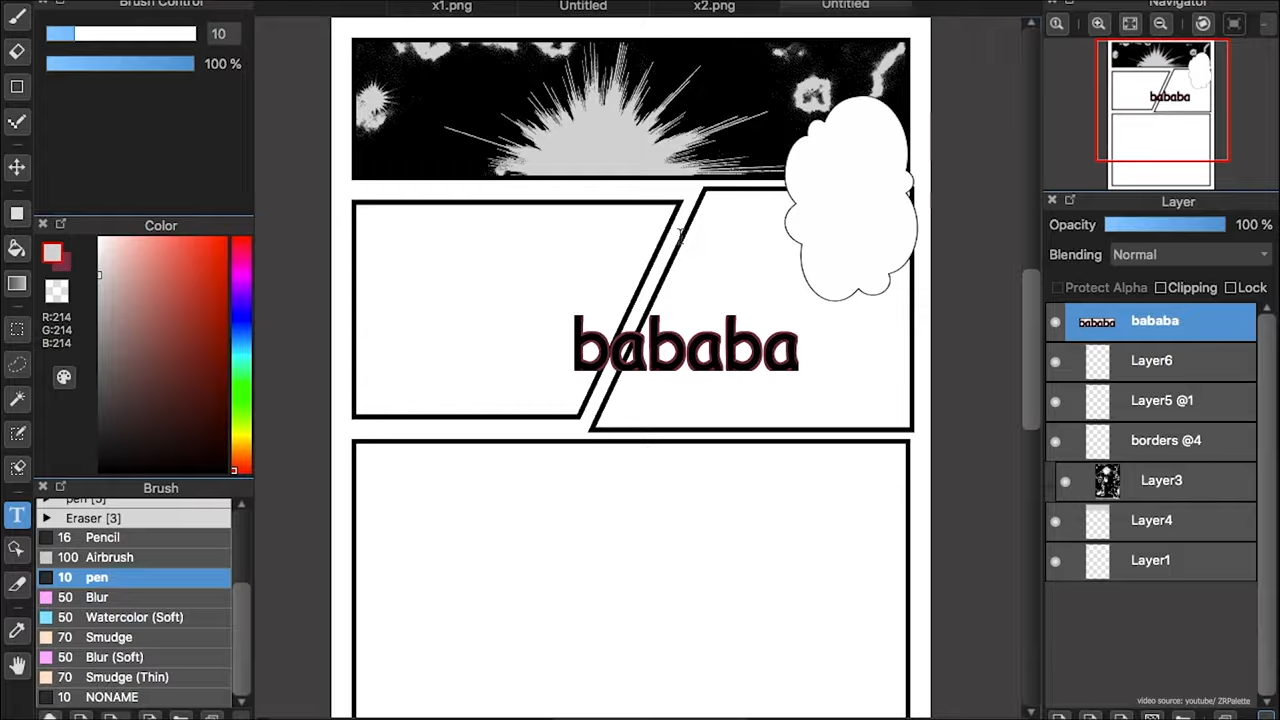 Brush Control
10
100 %
Color
R:214
G:214
B:214
Brush
pen [5]
Eraser [3]
16 Pencil
100 Airbrush
10 pen
50 Blur
50 Watercolor (Soft)
70 Smudge
50 Blur (Soft)
70 Smudge (Thin)
10 NONAME
T
x1.png
Untitled
x2.png
Untitled
bababa
Navigator
bababa
Layer
Opacity 100 %
Blending Normal
Protect Alpha Clipping Lock
bababa bababa
Layer6
Layer5 @1
borders @4
Layer3
Layer4
Layer1
video source: youtube/ ZRPalette